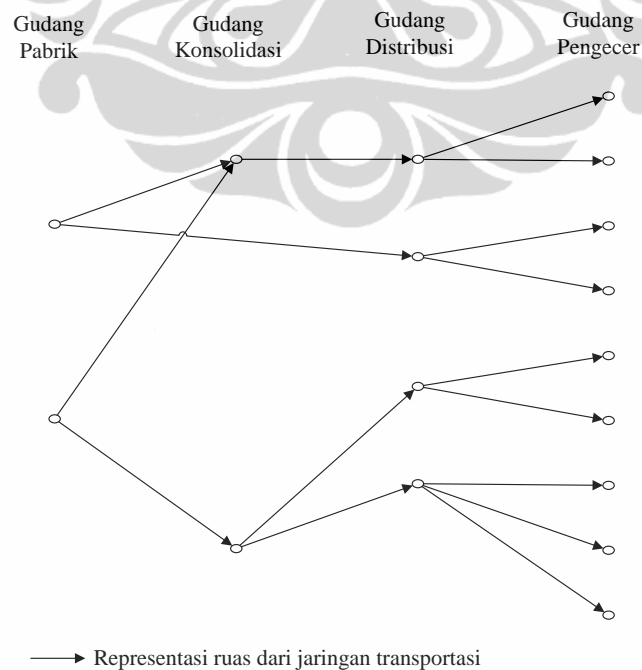 Gudang
Pabrik
Gudang
Konsolidasi
Gudang
Distribusi
Gudang
Pengecer
Representasi ruas dari jaringan transportasi